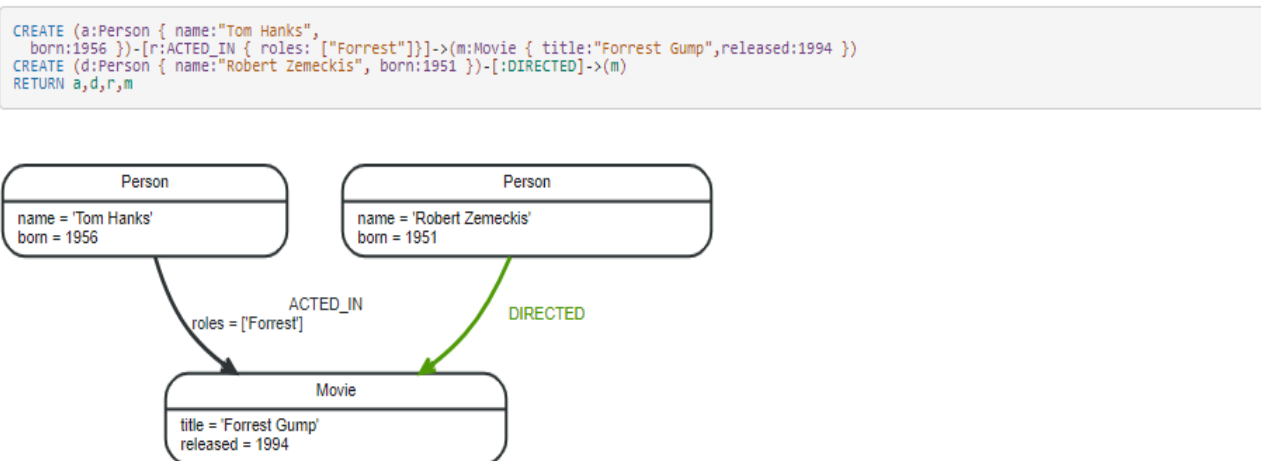 CREATE (a:Person { name:"Tom Hanks",
  born:1956 })-[r:ACTED_IN { roles: ["Forrest"]}]->(m:Movie { title:"Forrest Gump",released:1994 })
CREATE (d:Person { name:"Robert Zemeckis", born:1951 })-[:DIRECTED]->(m)
RETURN a,d,r,m
Person
name = 'Tom Hanks'
born = 1956
Person
name = 'Robert Zemeckis'
born = 1951
ACTED_IN
roles = ['Forrest']
DIRECTED
Movie
title = 'Forrest Gump'
released = 1994